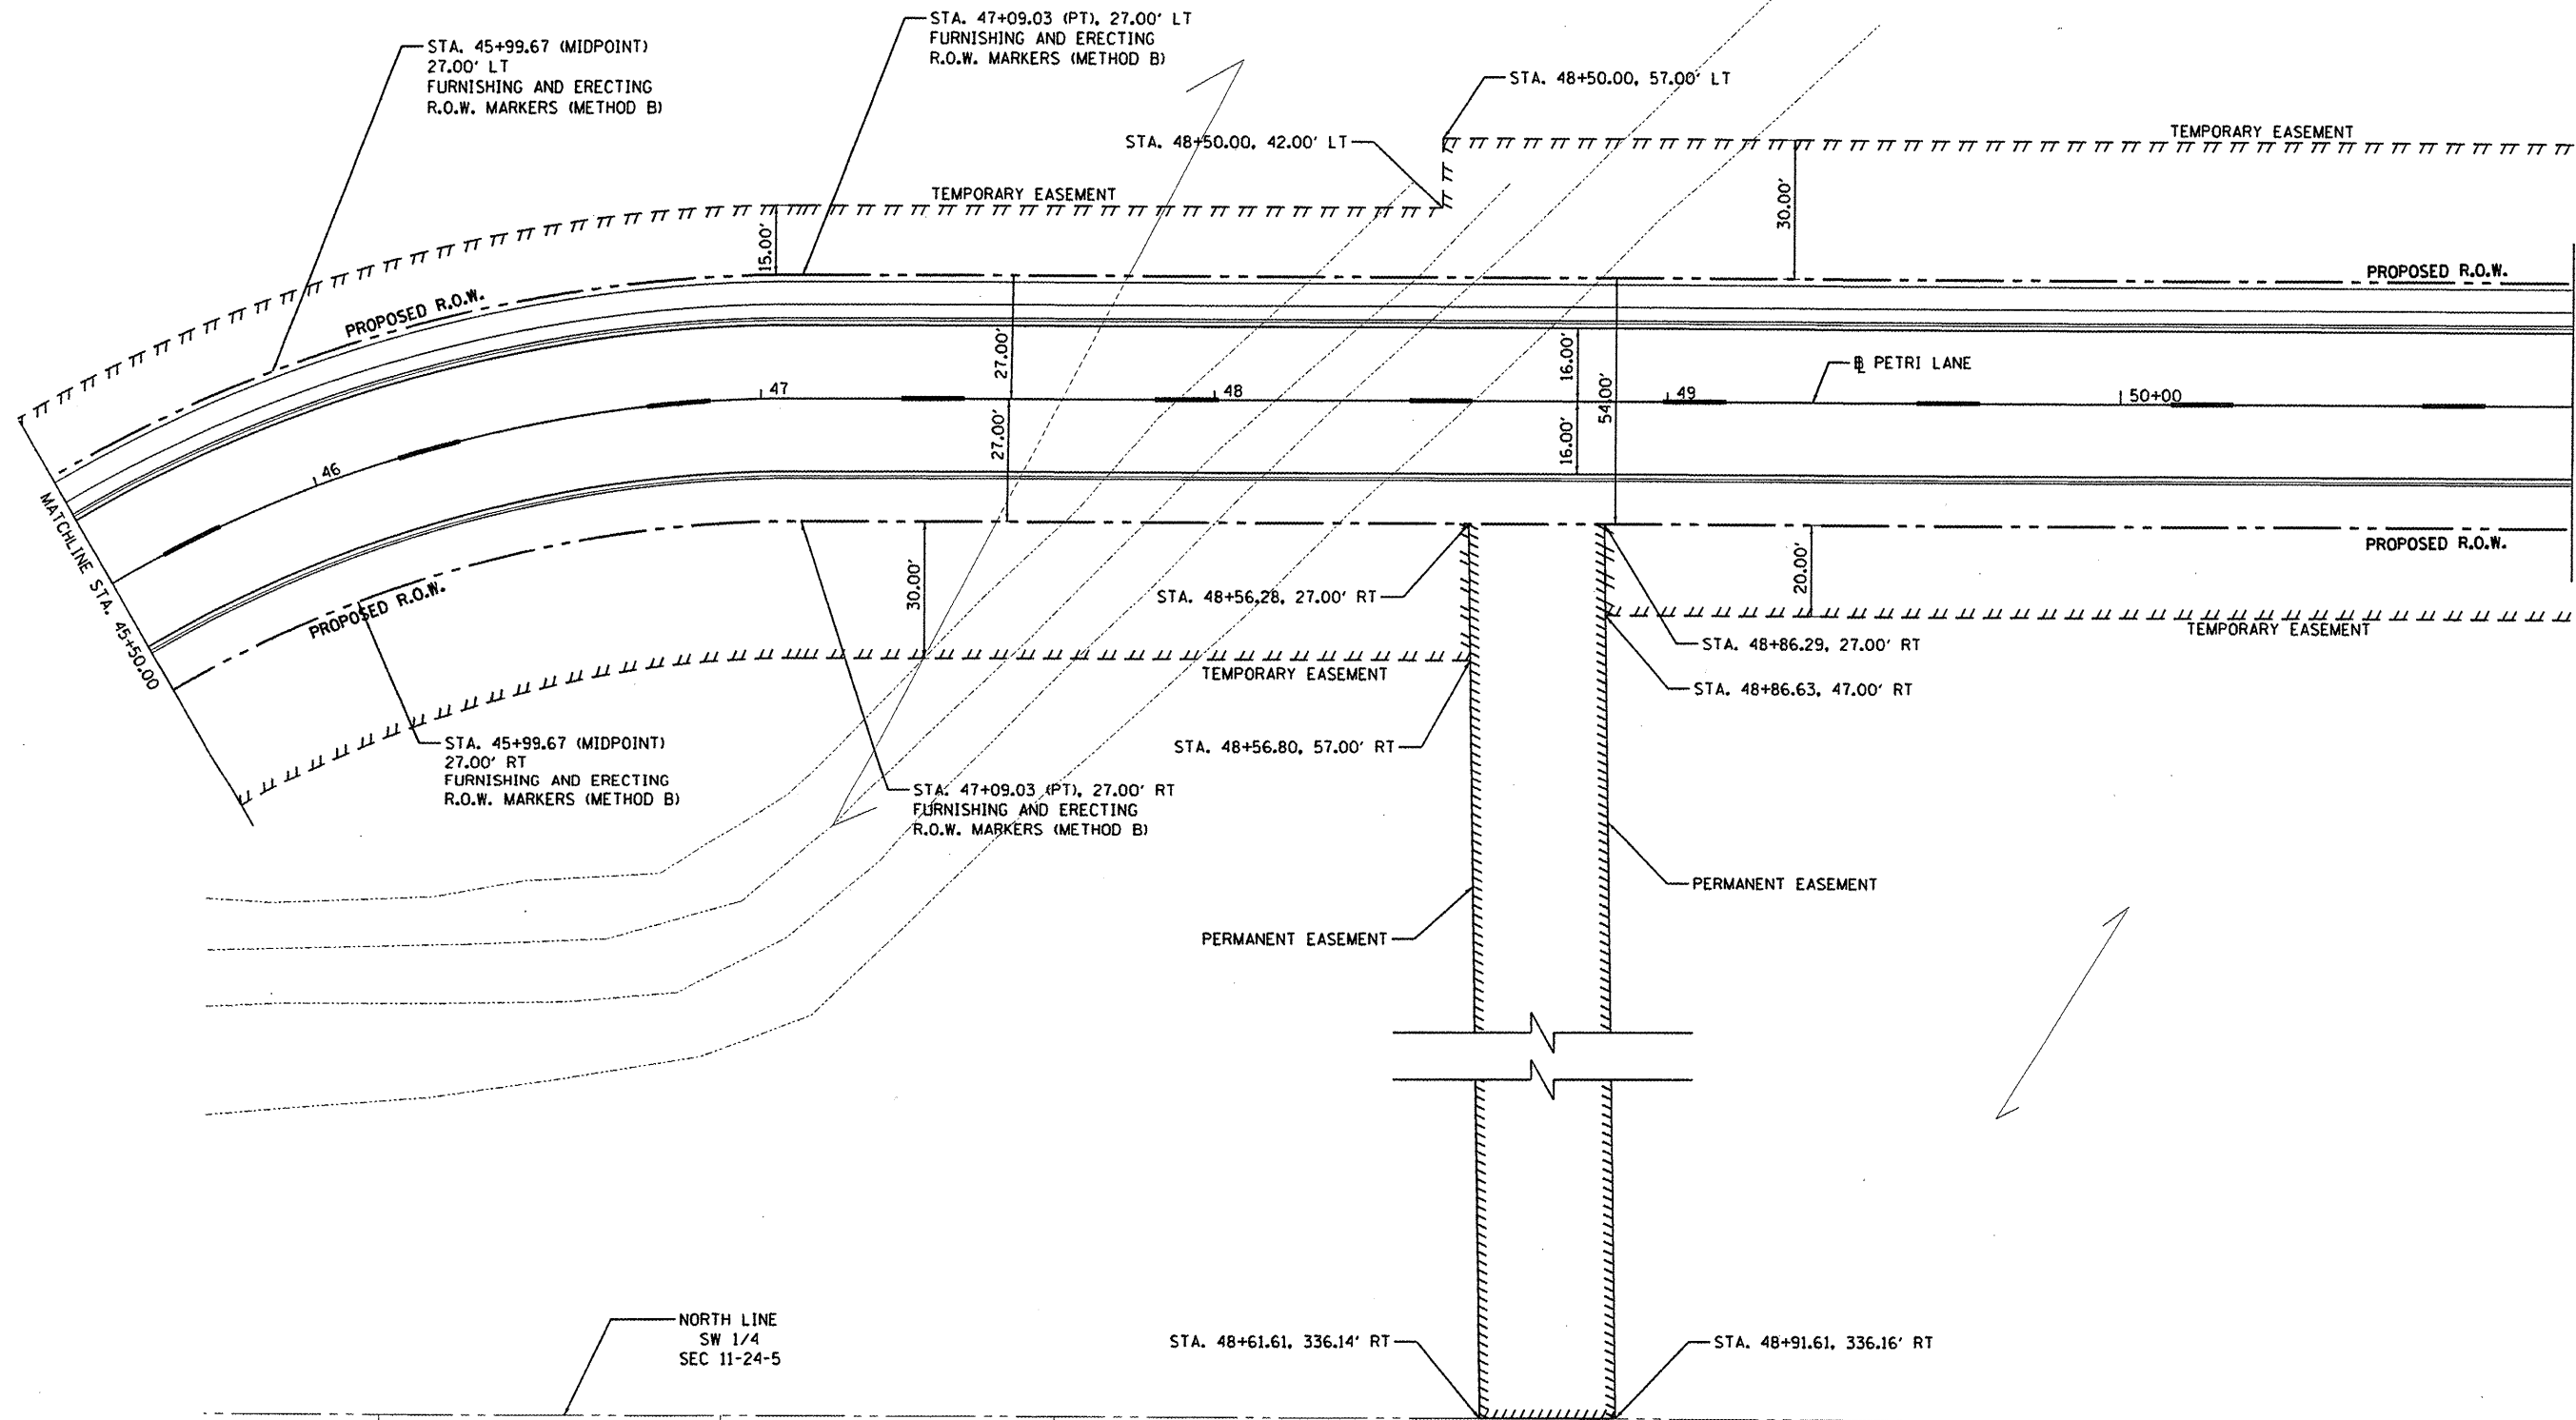 STA. 45+99.67 (MIDPOINT)
27.00' LT
FURNISHING AND ERECTING
R.O.W. MARKERS (METHOD B)
STA. 47+09.03 (PT), 27.00' LT
FURNISHING AND ERECTING
R.O.W. MARKERS (METHOD B)
STA. 48+50.00, 57.00' LT
STA. 48+50.00, 42.00' LT
TEMPORARY EASEMENT
TEMPORARY EASEMENT
15.00'
30.00'
PROPOSED R.O.W.
PROPOSED R.O.W.
27.00'
16.00'
54.00'
℄ PETRI LANE
46
47
48
49
50+00
27.00'
16.00'
MATCHLINE STA. 45+50.00
PROPOSED R.O.W.
PROPOSED R.O.W.
30.00'
20.00'
STA. 48+56.28, 27.00' RT
TEMPORARY EASEMENT
STA. 48+86.29, 27.00' RT
TEMPORARY EASEMENT
STA. 48+86.63, 47.00' RT
STA. 45+99.67 (MIDPOINT)
27.00' RT
FURNISHING AND ERECTING
R.O.W. MARKERS (METHOD B)
STA. 48+56.80, 57.00' RT
STA. 47+09.03 (PT), 27.00' RT
FURNISHING AND ERECTING
R.O.W. MARKERS (METHOD B)
PERMANENT EASEMENT
PERMANENT EASEMENT
NORTH LINE
SW 1/4
SEC 11-24-5
STA. 48+61.61, 336.14' RT
STA. 48+91.61, 336.16' RT